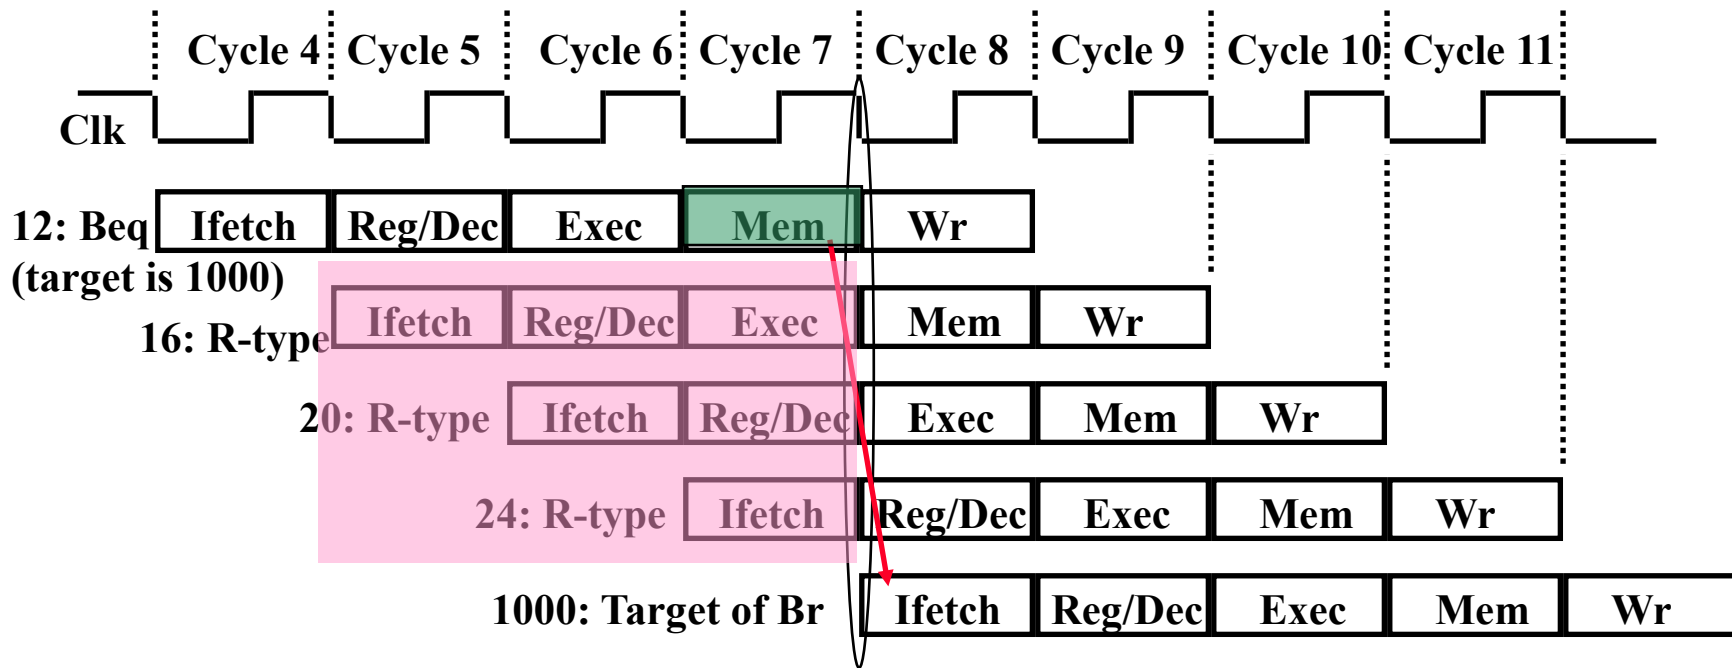 Cycle 4 Cycle 5 Cycle 6 Cycle 7 Cycle 8 Cycle 9 Cycle 10 Cycle 11
Clk
12: Beq Ifetch Reg/Dec Exec Mem Wr
(target is 1000)
16: R-type Ifetch Reg/Dec Exec Mem Wr
20: R-type Ifetch Reg/Dec Exec Mem Wr
24: R-type Ifetch Reg/Dec Exec Mem Wr
1000: Target of Br Ifetch Reg/Dec Exec Mem Wr